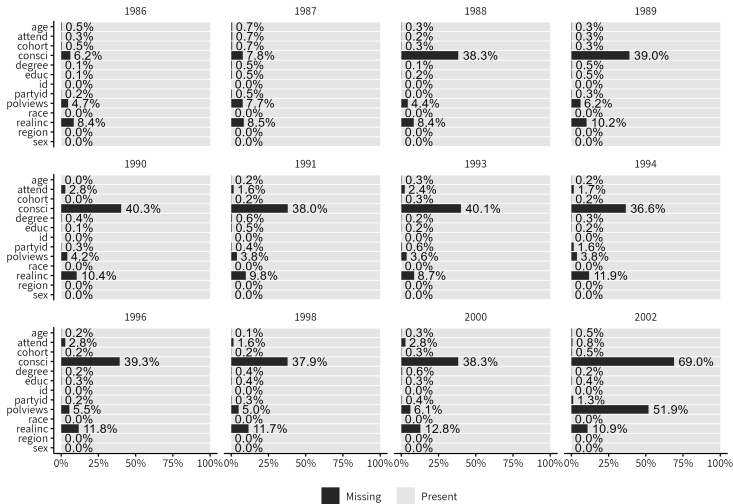 1986 1987 1988 1989
age 0.5% 0.7% 0.3% 0.3%
attend 0.3% 0.7% 0.2% 0.3%
cohort 0.5% 0.7% 0.3% 0.3%
consci 6.2% 7.8% 38.3% 39.0%
degree 0.1% 0.5% 0.1% 0.5%
educ 0.1% 0.5% 0.2% 0.5%
id 0.0% 0.0% 0.0% 0.0%
partyid 0.2% 0.5% 0.0% 0.3%
polviews 4.7% 7.7% 4.4% 6.2%
race 0.0% 0.0% 0.0% 0.0%
realinc 8.4% 8.5% 8.4% 10.2%
region 0.0% 0.0% 0.0% 0.0%
sex 0.0% 0.0% 0.0% 0.0%
1990 1991 1993 1994
age 0.0% 0.2% 0.3% 0.2%
attend 2.8% 1.6% 2.4% 1.7%
cohort 0.0% 0.2% 0.3% 0.2%
consci 40.3% 38.0% 40.1% 36.6%
degree 0.4% 0.6% 0.2% 0.3%
educ 0.1% 0.5% 0.2% 0.2%
id 0.0% 0.0% 0.0% 0.0%
partyid 0.3% 0.4% 0.6% 1.6%
polviews 4.2% 3.8% 3.6% 3.8%
race 0.0% 0.0% 0.0% 0.0%
realinc 10.4% 9.8% 8.7% 11.9%
region 0.0% 0.0% 0.0% 0.0%
sex 0.0% 0.0% 0.0% 0.0%
1996 1998 2000 2002
age 0.2% 0.1% 0.3% 0.5%
attend 2.8% 1.6% 2.8% 0.8%
cohort 0.2% 0.2% 0.3% 0.5%
consci 39.3% 37.9% 38.3% 69.0%
degree 0.2% 0.4% 0.6% 0.2%
educ 0.3% 0.4% 0.3% 0.4%
id 0.0% 0.0% 0.0% 0.0%
partyid 0.2% 0.3% 0.4% 1.3%
polviews 5.5% 5.0% 6.1% 51.9%
race 0.0% 0.0% 0.0% 0.0%
realinc 11.8% 11.7% 12.8% 10.9%
region 0.0% 0.0% 0.0% 0.0%
sex 0.0% 0.0% 0.0% 0.0%
0% 25% 50% 75% 100% 0% 25% 50% 75% 100% 0% 25% 50% 75% 100% 0% 25% 50% 75% 100%
Missing Present